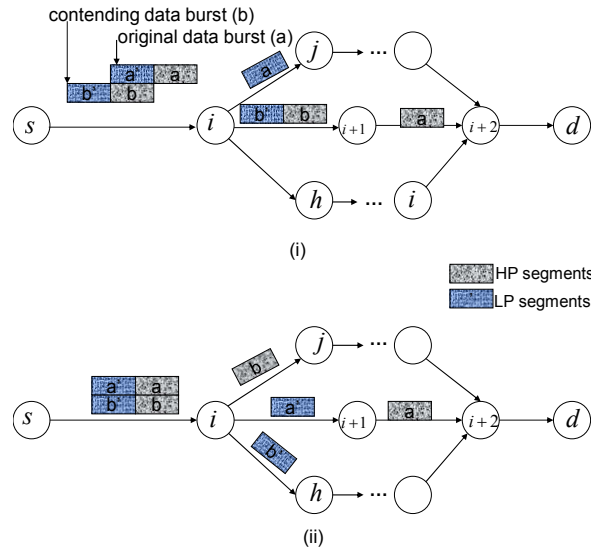 contending data burst (b)
original data burst (a)
a' a
b' b
a'
j ...
s i b' b i+1 a i+2 d
h ... i
(i)
HP segments
LP segments
b j ...
a' a
b' b
s i a' i+1 a i+2 d
b'
h ...
(ii)